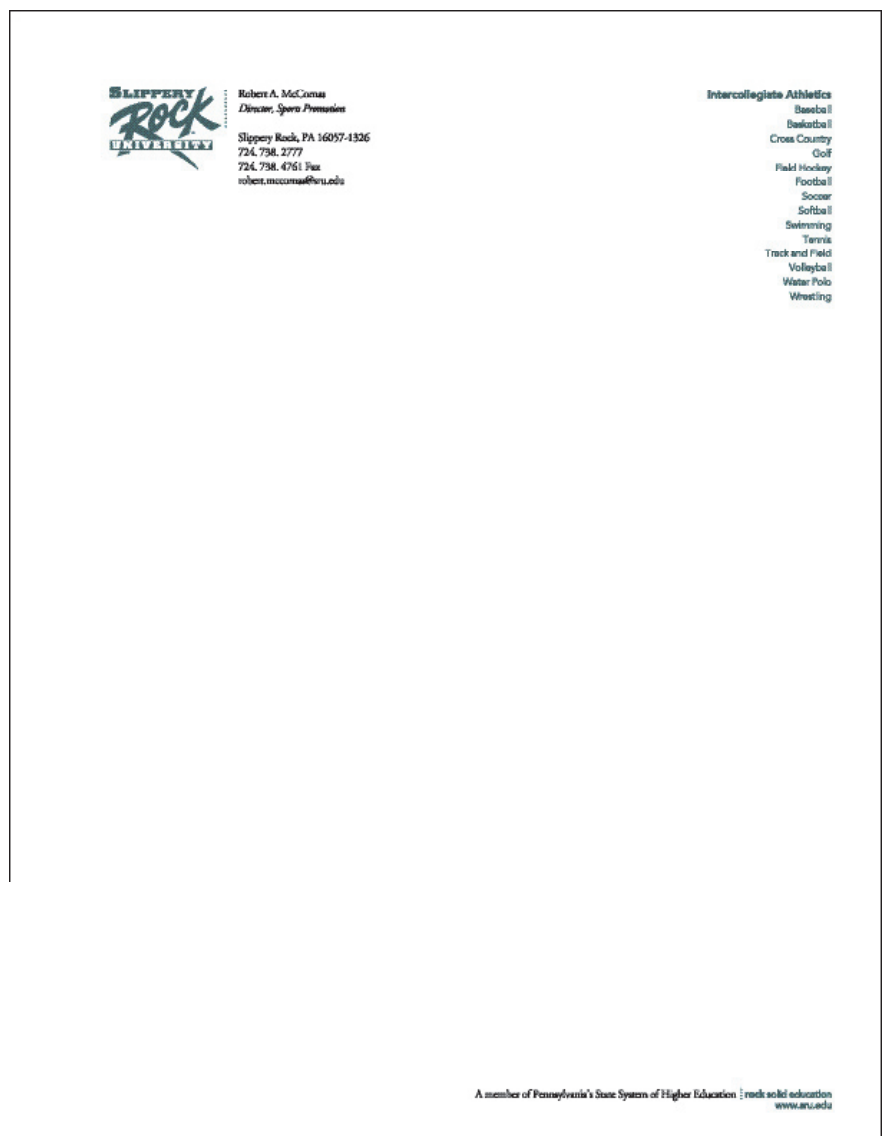 SLIPPERY
ROCK
UNIVERSITY
Robert A. McComas
Director, Sports Promotion
Slippery Rock, PA 16057-1326
724. 738. 2777
724. 738. 4761 Fax
robert.mccomas@sru.edu
Intercollegiate Athletics
Baseball
Basketball
Cross Country
Golf
Field Hockey
Football
Soccer
Softball
Swimming
Tennis
Track and Field
Volleyball
Water Polo
Wrestling
A member of Pennsylvania's State System of Higher Education rock solid education
www.sru.edu